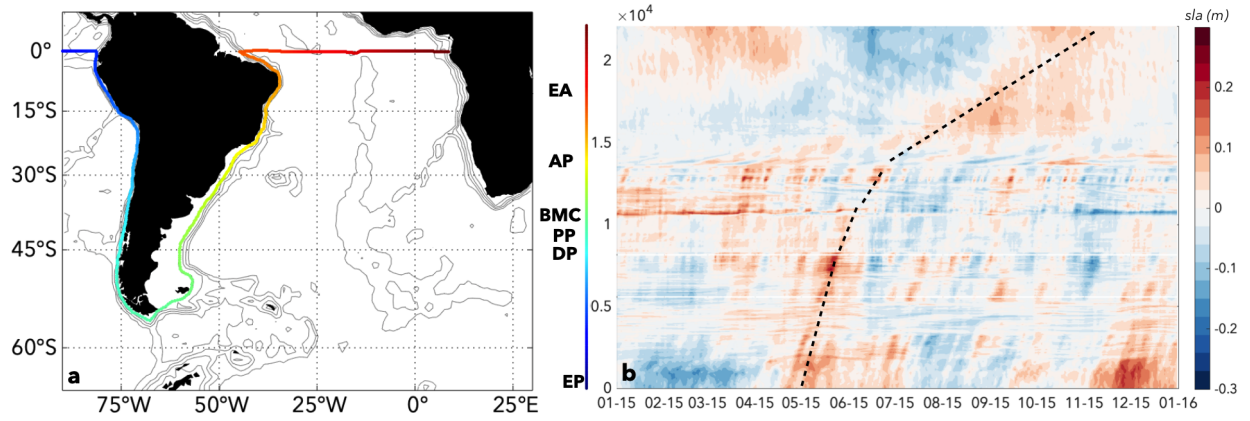 0°
15°S
30°S
45°S
60°S
75°W
50°W
25°W
0°
25°E
a
EA
AP
BMC
PP
DP
EP
×10⁴
2
1.5
1
0.5
0
01-15
02-15
03-15
04-15
05-15
06-15
07-15
08-15
09-15
10-15
11-15
12-15
01-16
b
sla (m)
0.2
0.1
0
-0.1
-0.2
-0.3